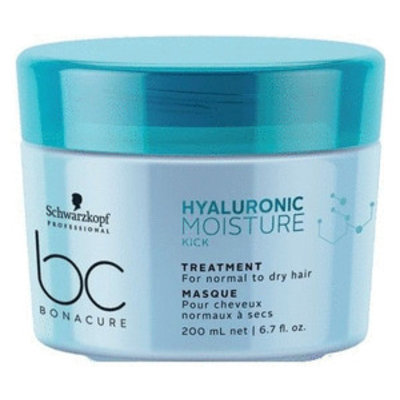 Schwarzkopf
PROFESSIONAL
bc
BONACURE
HYALURONIC
MOISTURE
KICK
TREATMENT
For normal to dry hair
MASQUE
Pour cheveux
normaux à secs
200 mL net | 6.7 fl. oz.